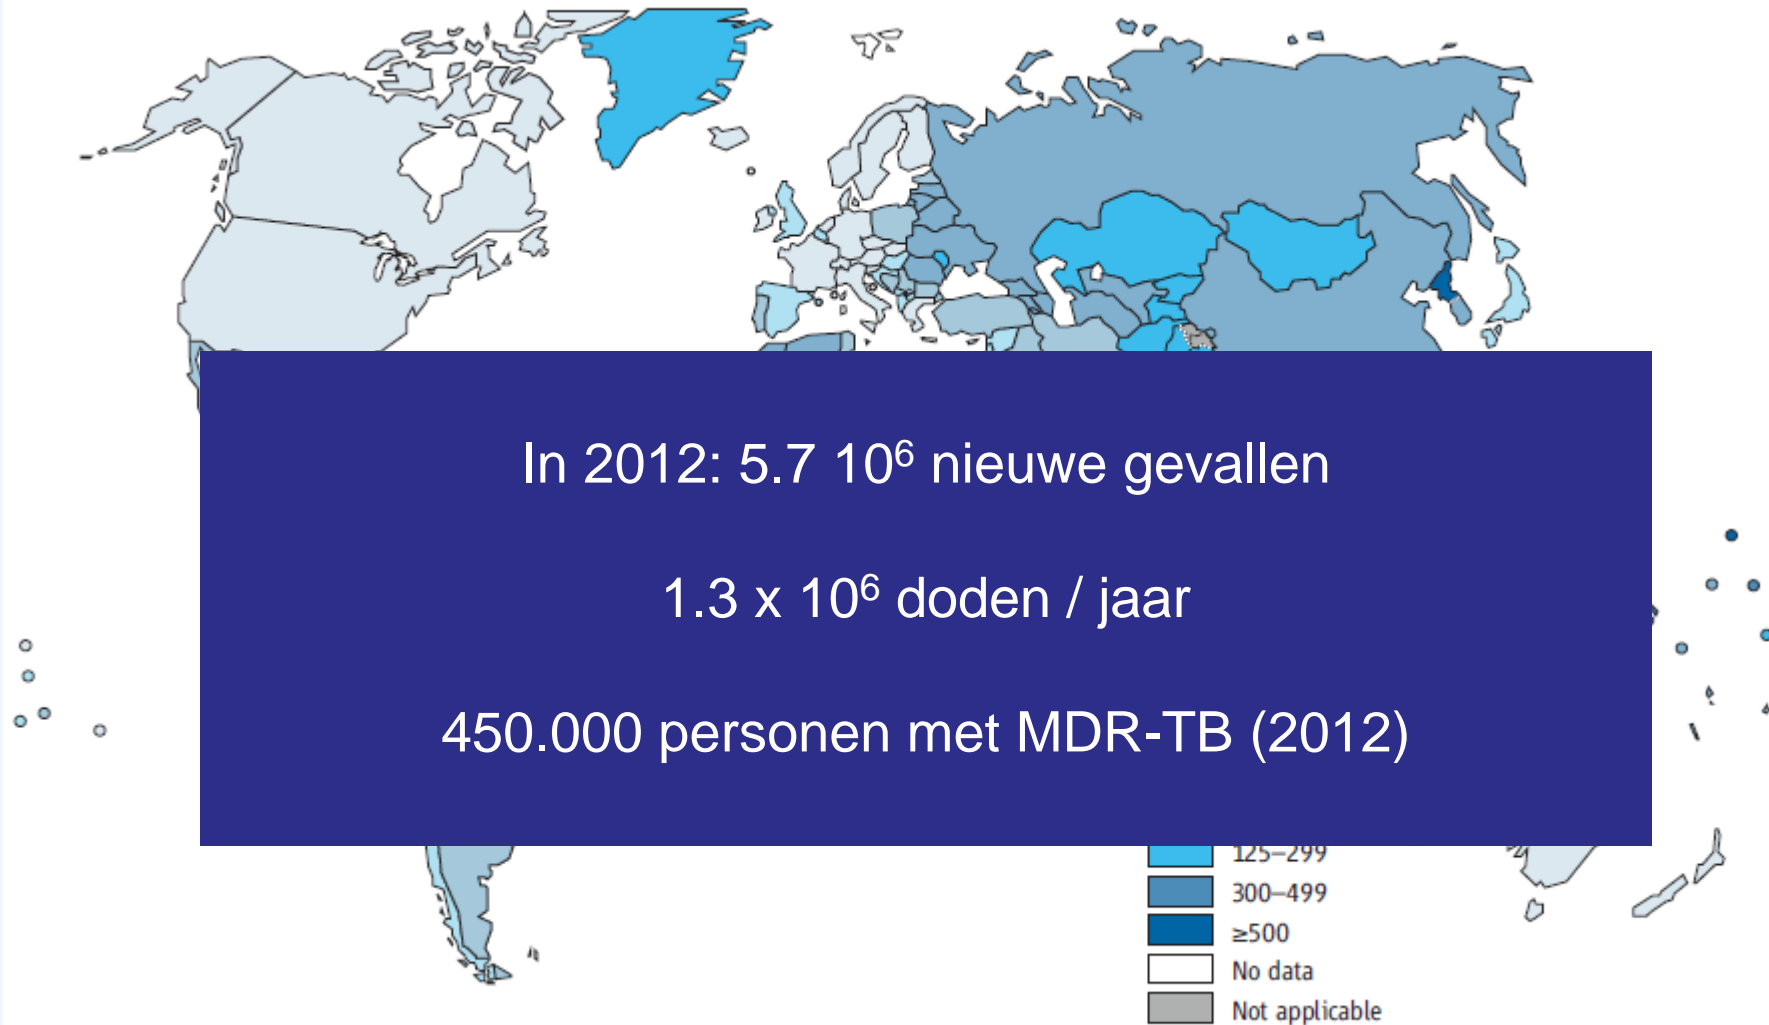 In 2012: 5.7 10⁶ nieuwe gevallen
1.3 x 10⁶ doden / jaar
450.000 personen met MDR-TB (2012)
125–299
300–499
≥500
No data
Not applicable